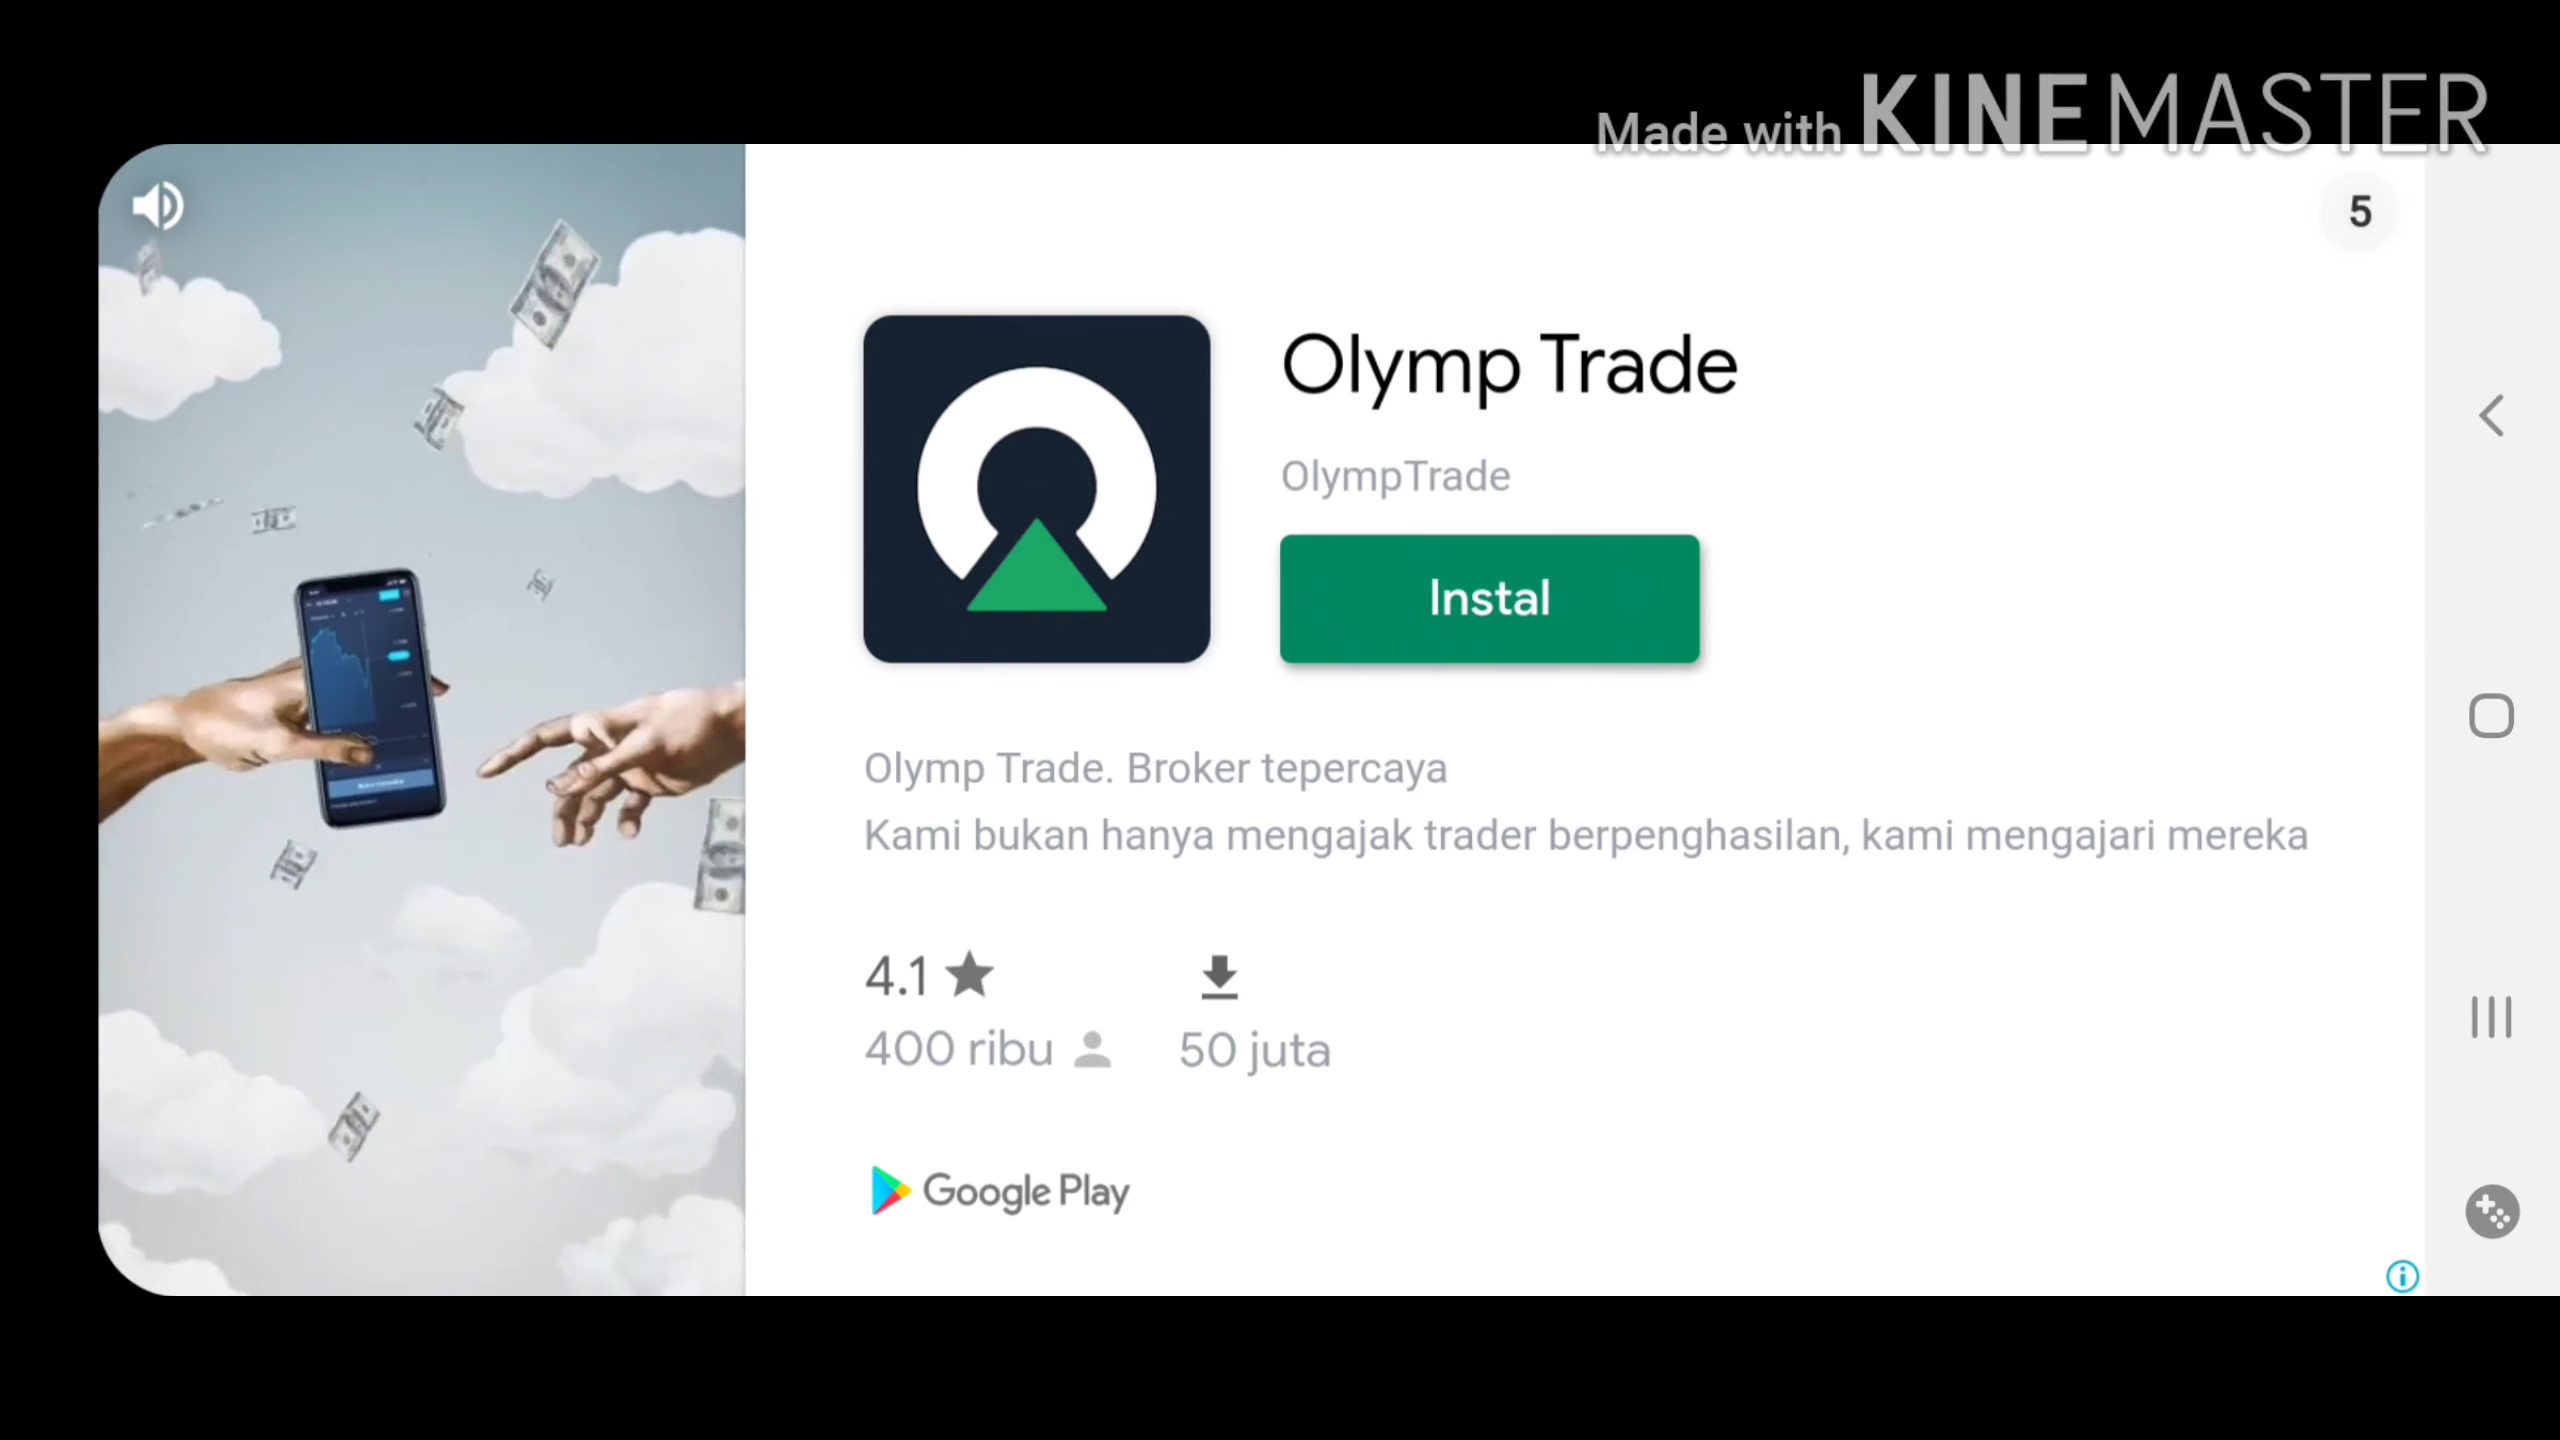 Made with KINEMASTER
5
Olymp Trade
OlympTrade
Instal
Olymp Trade. Broker tepercaya
Kami bukan hanya mengajak trader berpenghasilan, kami mengajari mereka
4.1
400 ribu
50 juta
Google Play